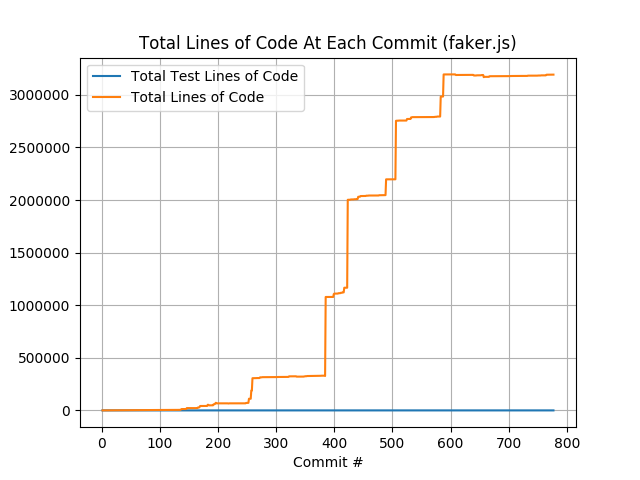 Total Lines of Code At Each Commit (faker.js)
Total Test Lines of Code
Total Lines of Code
3000000
2500000
2000000
1500000
1000000
500000
0
0 100 200 300 400 500 600 700 800
Commit #